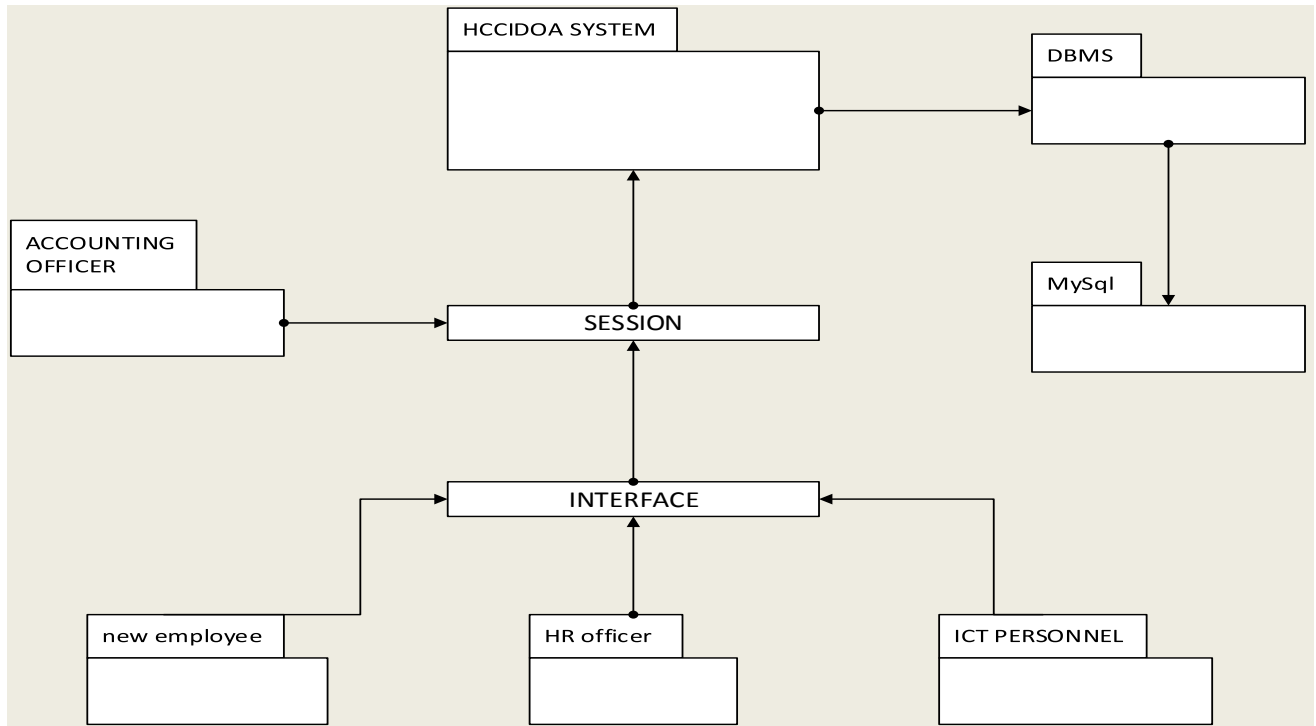 HCCIDOA SYSTEM
DBMS
ACCOUNTING
OFFICER
MySql
SESSION
INTERFACE
new employee
HR officer
ICT PERSONNEL